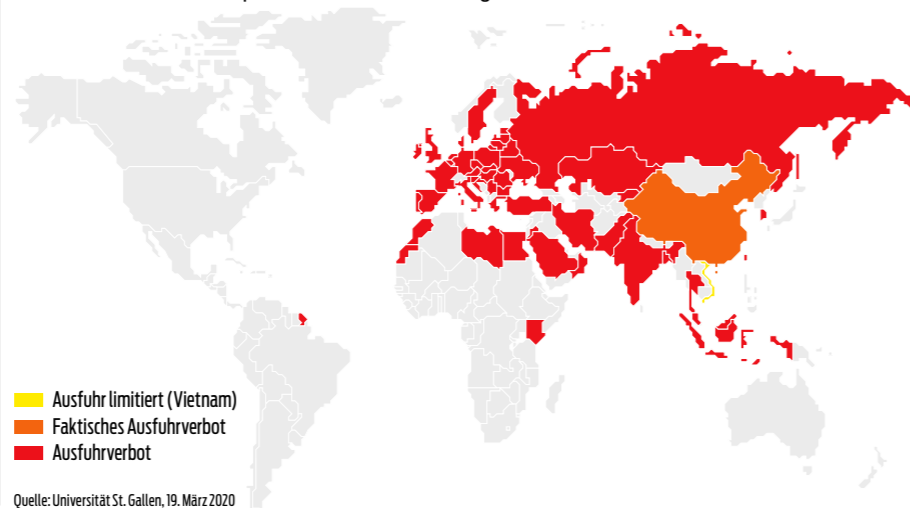 Ausfuhr limitiert (Vietnam)
Faktisches Ausfuhrverbot
Ausfuhrverbot
Quelle: Universität St. Gallen, 19. März 2020